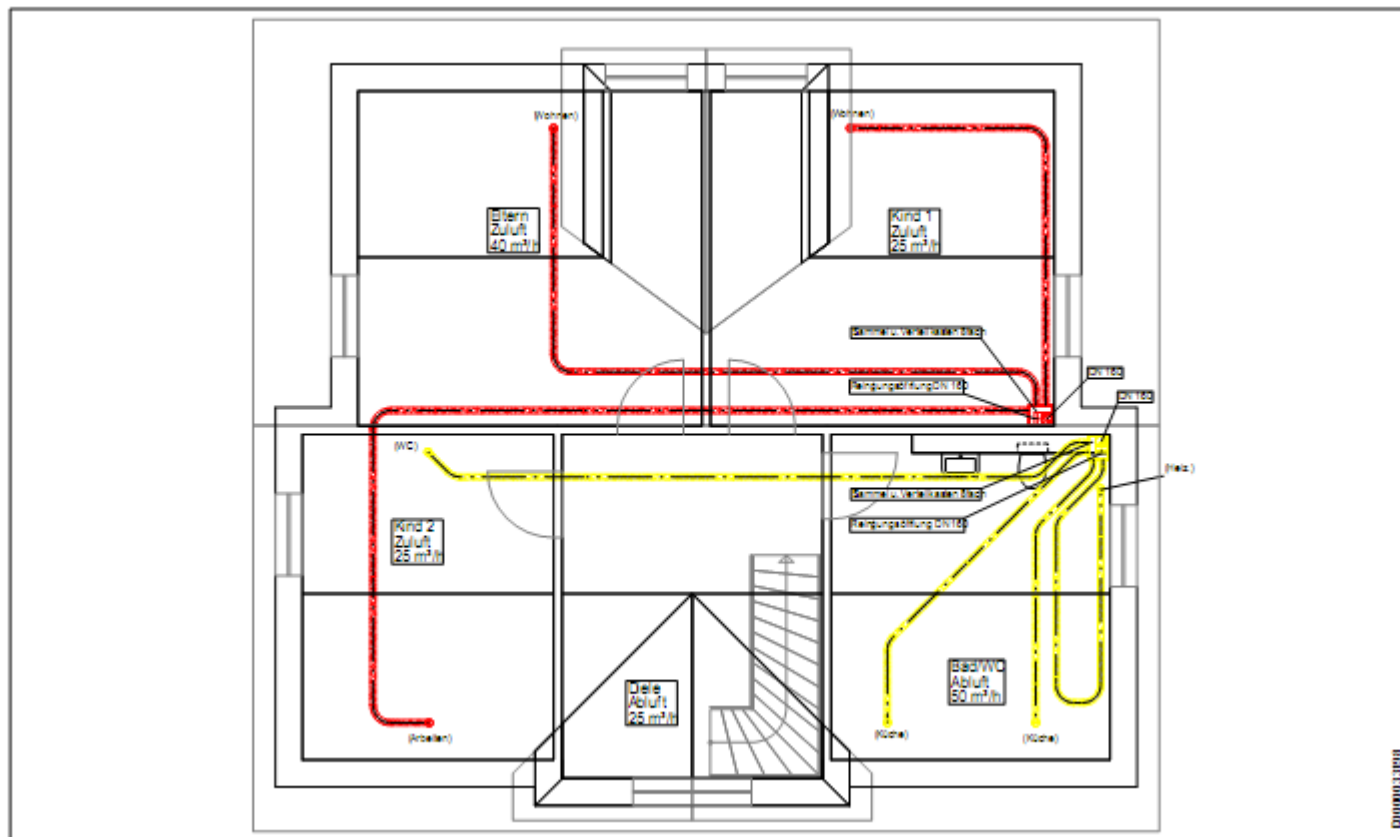 (Wohnen)
(Wohnen)
Eltern
Zuluft
40 m³/h
Kind 1
Zuluft
25 m³/h
Sammel u. Verteilkasten 8fach
Reinigungsöffnung DN 160
DN 160
DN 160
(WC)
(Heiz.)
Sammel u. Verteilkasten 8fach
Reinigungsöffnung DN 160
Kind 2
Zuluft
25 m³/h
Diele
Abluft
25 m³/h
Bad/WC
Abluft
50 m³/h
(Arbeiten)
(Küche)
(Küche)